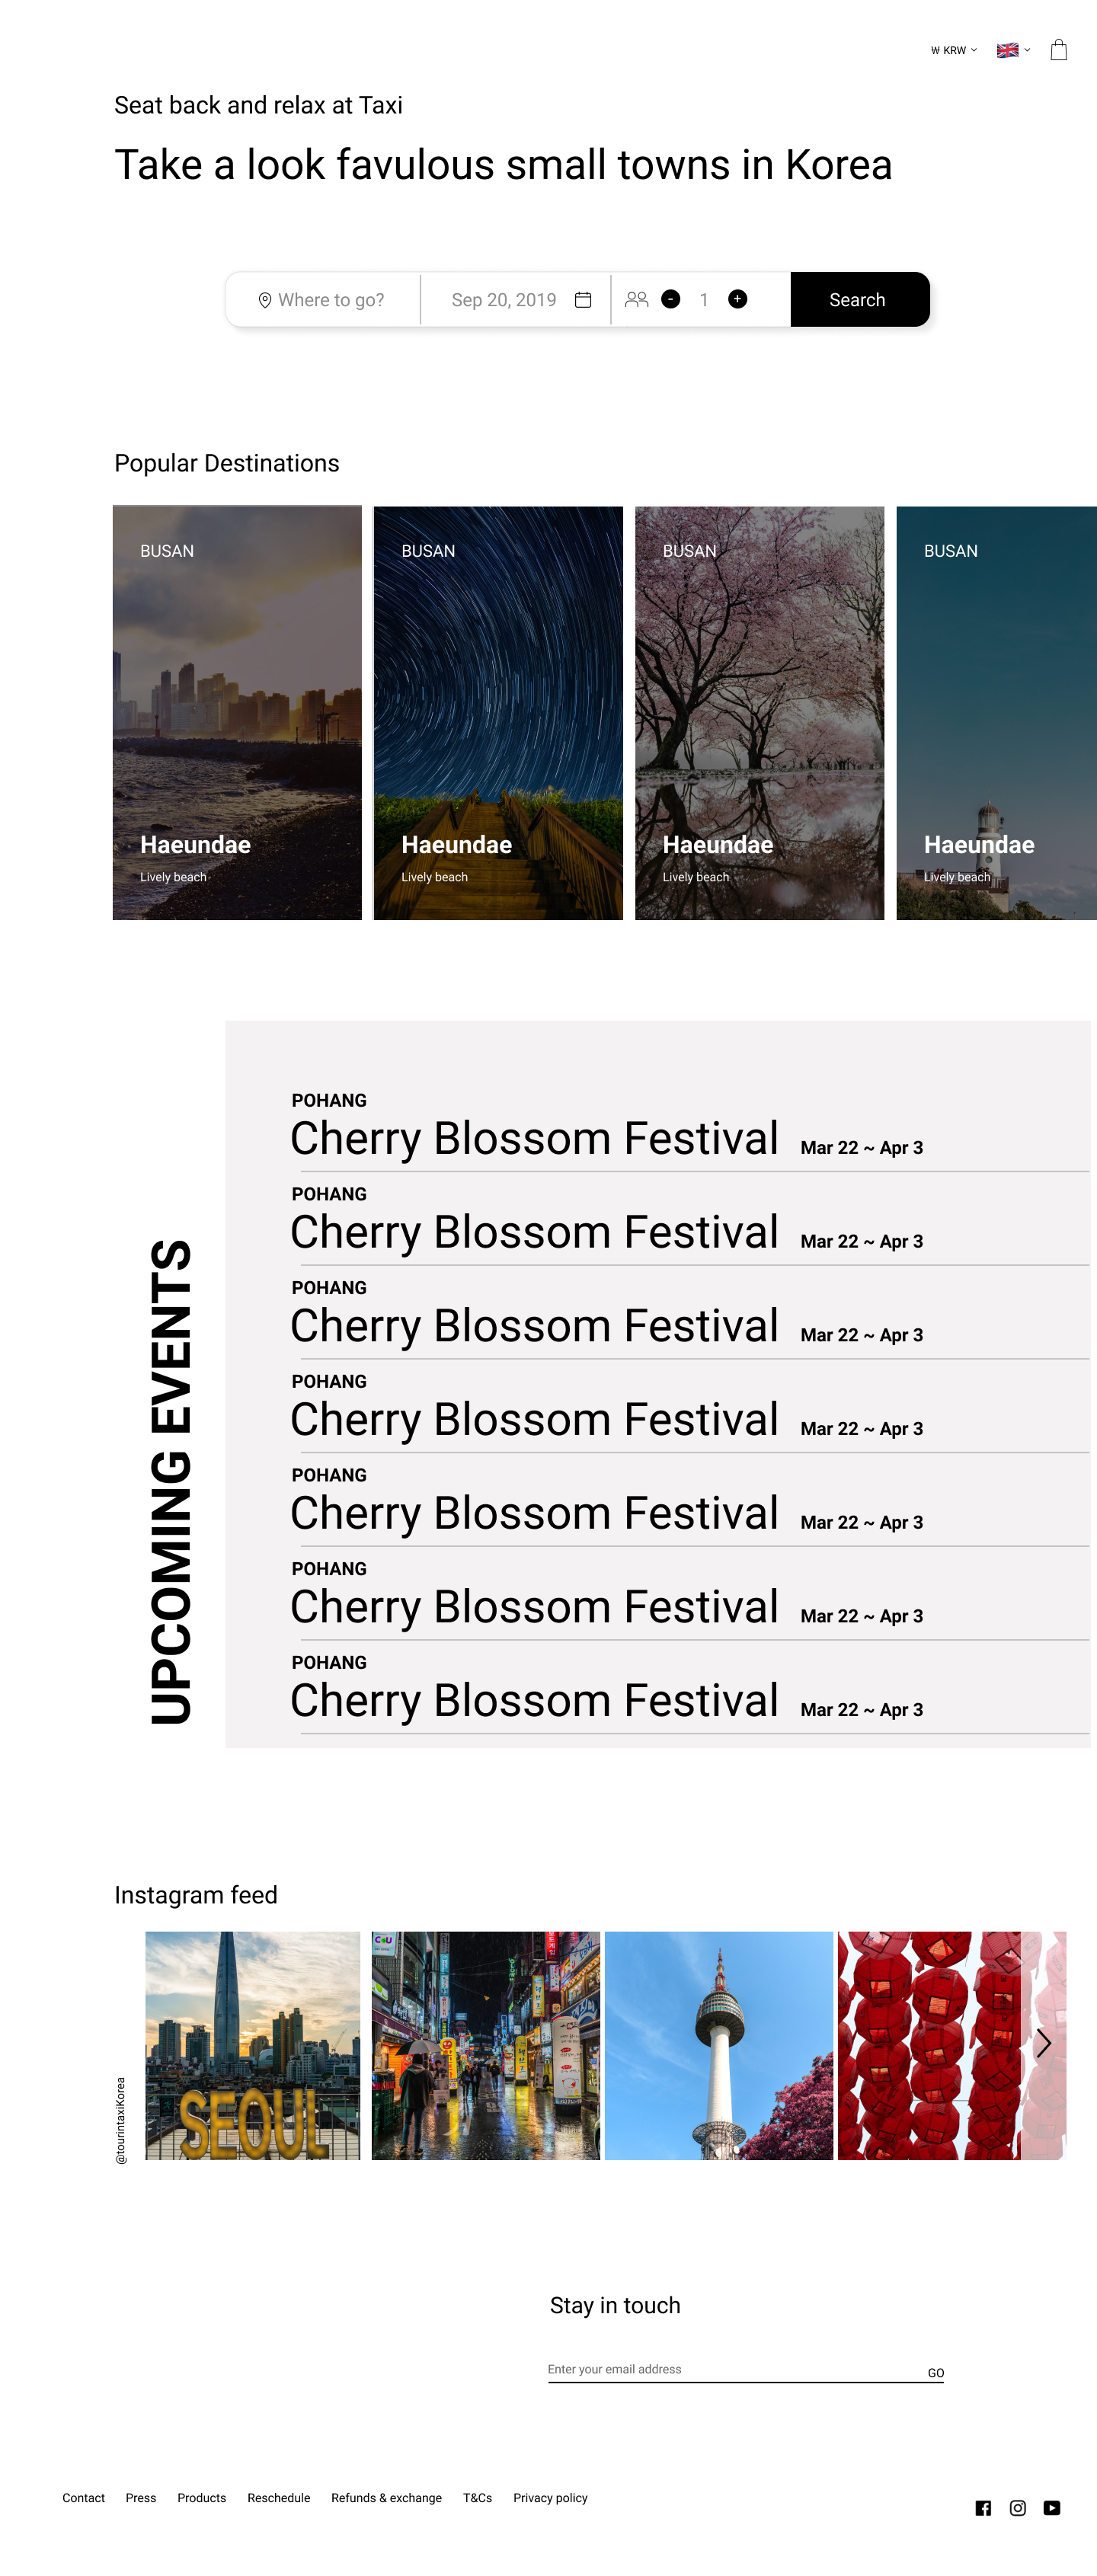 ₩ KRW
Seat back and relax at Taxi
Take a look favulous small towns in Korea
Where to go?
Sep 20, 2019
- 1 +
Search
Popular Destinations
BUSAN
Haeundae
Lively beach
BUSAN
Haeundae
Lively beach
BUSAN
Haeundae
Lively beach
BUSAN
Haeundae
Lively beach
UPCOMING EVENTS
POHANG
Cherry Blossom Festival Mar 22 ~ Apr 3
POHANG
Cherry Blossom Festival Mar 22 ~ Apr 3
POHANG
Cherry Blossom Festival Mar 22 ~ Apr 3
POHANG
Cherry Blossom Festival Mar 22 ~ Apr 3
POHANG
Cherry Blossom Festival Mar 22 ~ Apr 3
POHANG
Cherry Blossom Festival Mar 22 ~ Apr 3
POHANG
Cherry Blossom Festival Mar 22 ~ Apr 3
Instagram feed
@tourintaxiKorea
SEOUL
CU
Stay in touch
Enter your email address
GO
Contact Press Products Reschedule Refunds & exchange T&Cs Privacy policy